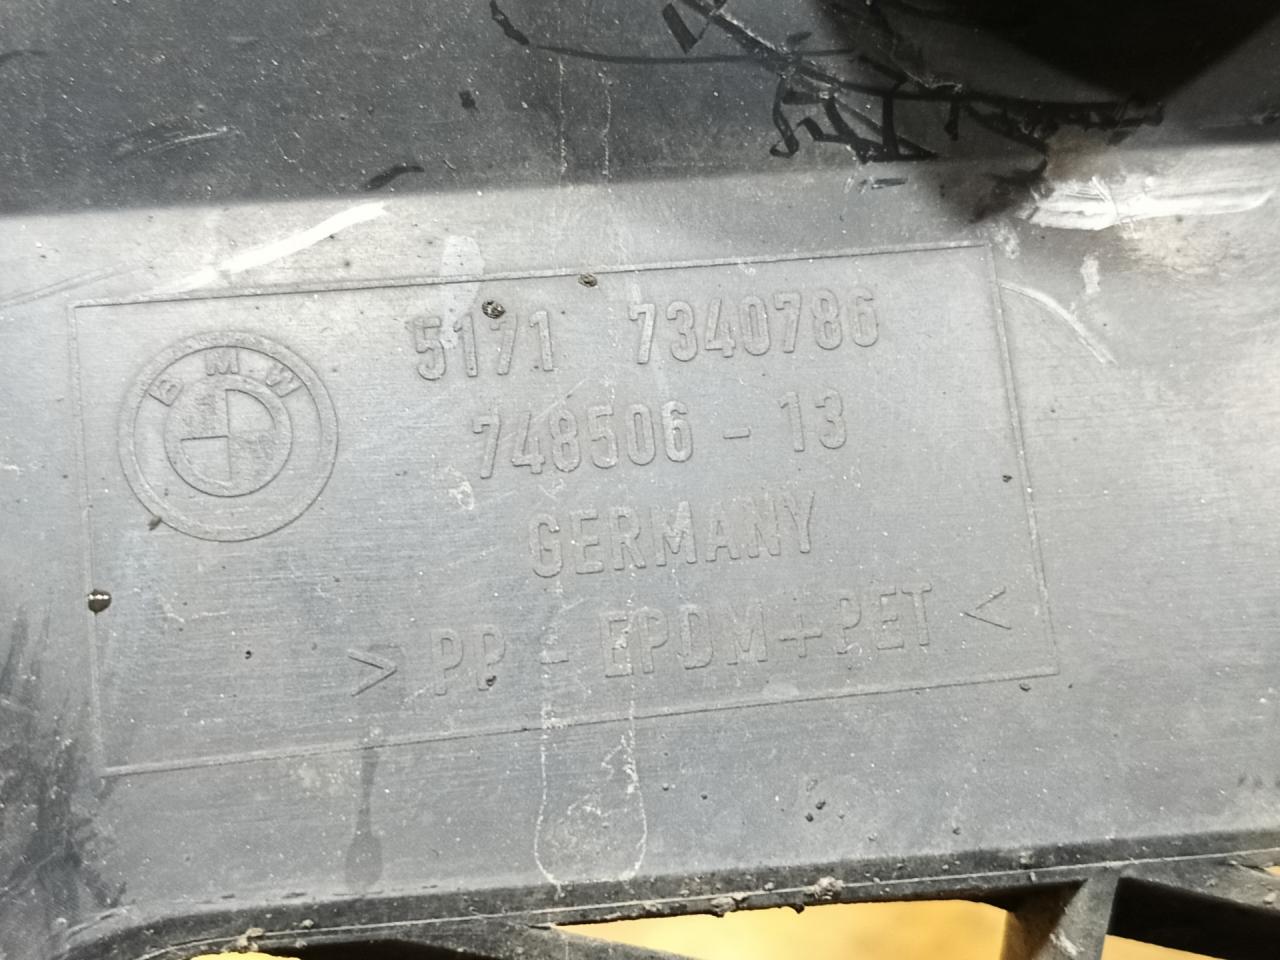 BMW
5171 7340786
748506 - 13
GERMANY
> PP - EPDM+PET <